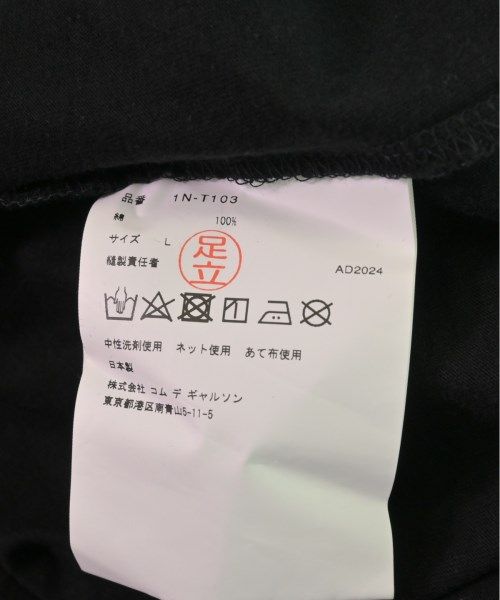 品番 1N-T103
綿 100%
サイズ L
縫製責任者 足立 AD2024
中性洗剤使用 ネット使用 あて布使用
日本製
株式会社 コム デ ギャルソン
東京都港区南青山5-11-5